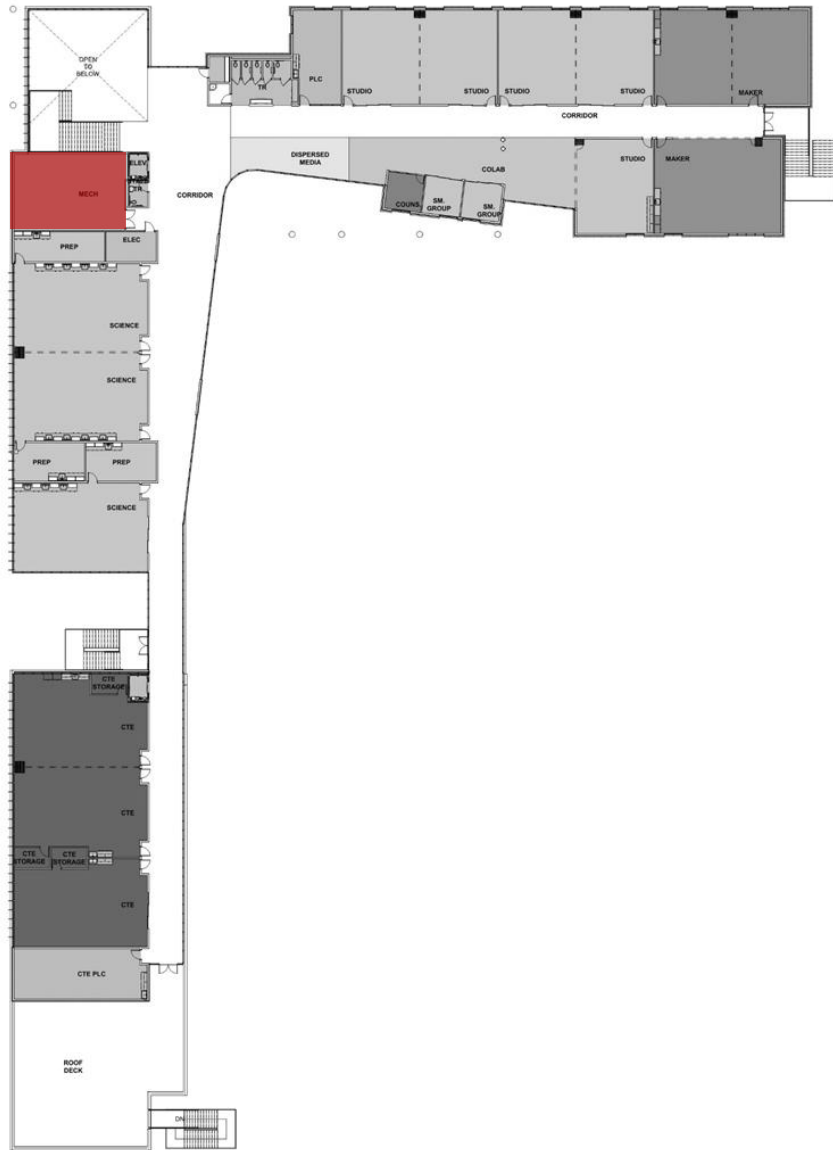 OPEN
TO
BELOW
TR
PLC
STUDIO
STUDIO
STUDIO
STUDIO
MAKER
CORRIDOR
DISPERSED
MEDIA
COLAB
STUDIO
MAKER
ELEV
TR
MECH
CORRIDOR
COUNS.
SM.
GROUP
SM.
GROUP
PREP
ELEC
SCIENCE
SCIENCE
PREP
PREP
SCIENCE
CTE
STORAGE
CTE
CTE
CTE
STORAGE
CTE
STORAGE
CTE
CTE PLC
ROOF
DECK
DN